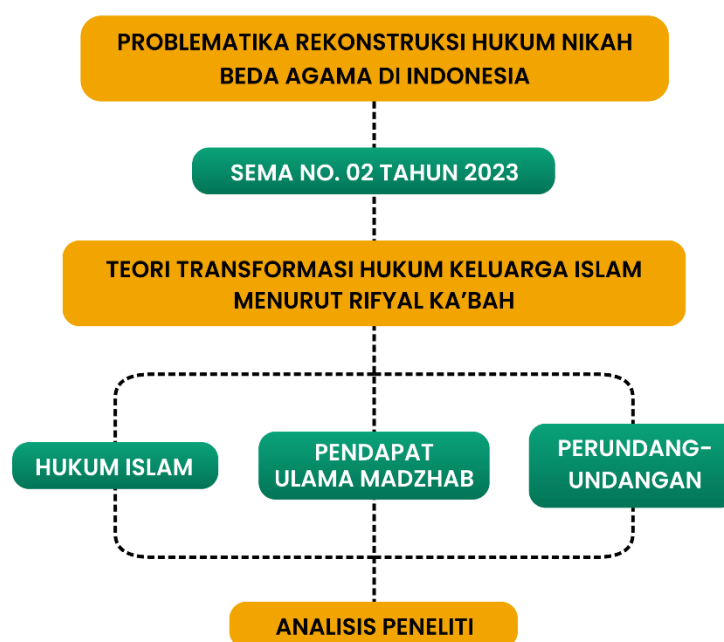 PROBLEMATIKA REKONSTRUKSI HUKUM NIKAH
BEDA AGAMA DI INDONESIA
SEMA NO. 02 TAHUN 2023
TEORI TRANSFORMASI HUKUM KELUARGA ISLAM
MENURUT RIFYAL KA’BAH
HUKUM ISLAM
PENDAPAT
ULAMA MADZHAB
PERUNDANG-
UNDANGAN
ANALISIS PENELITI